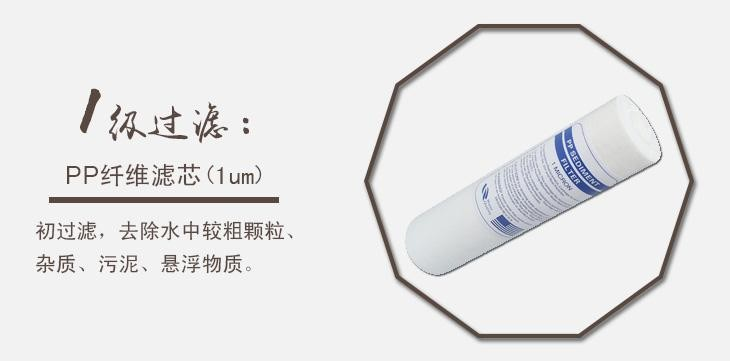 1级过滤：
PP纤维滤芯(1um)
初过滤，去除水中较粗颗粒、
杂质、污泥、悬浮物质。
PP SEDIMENT
FILTER
1 MICRON